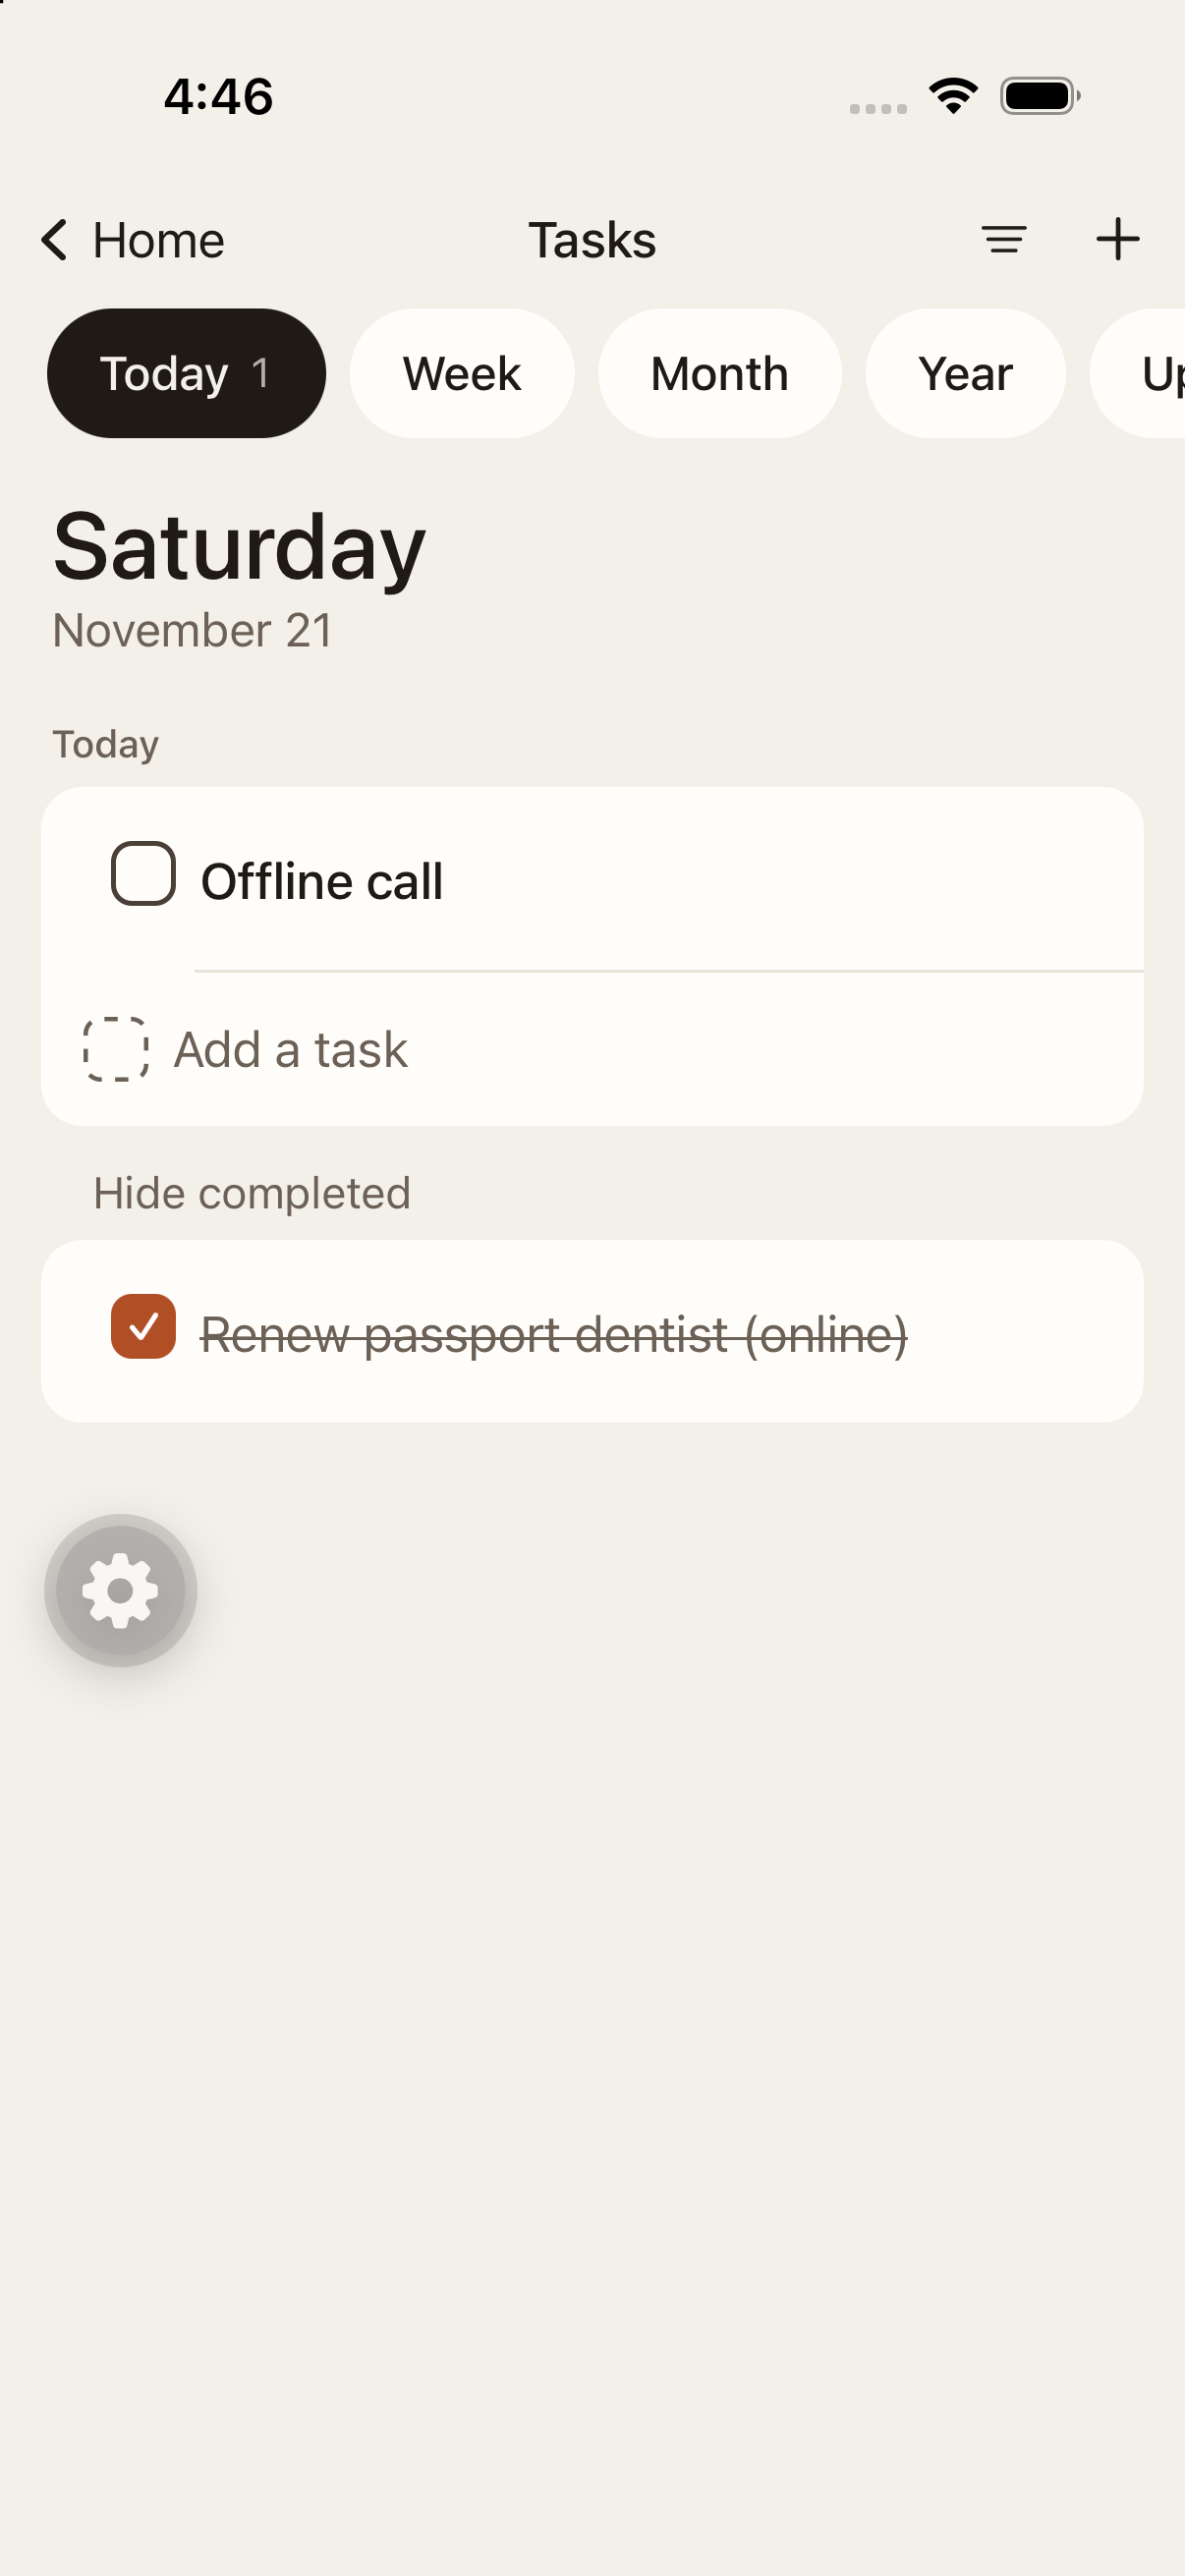 4:46
Home
Tasks
Today 1
Week
Month
Year
Up
Saturday
November 21
Today
Offline call
Add a task
Hide completed
Renew passport dentist (online)